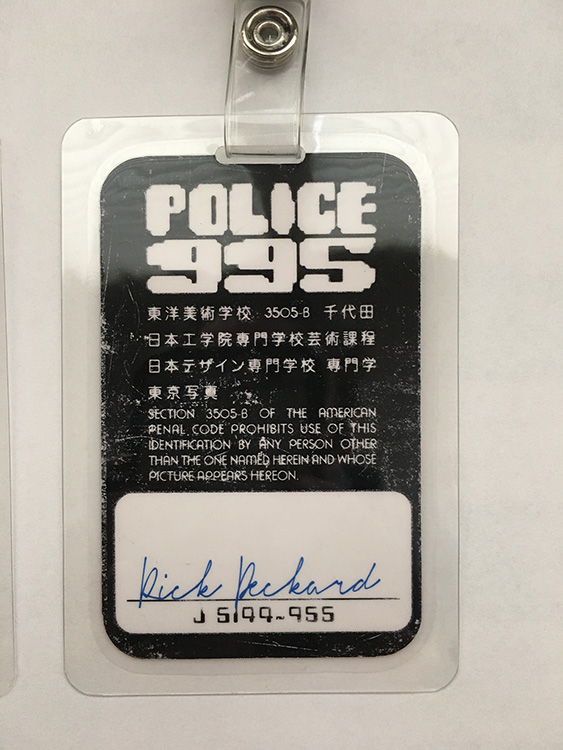 POLICE
995
東洋美術学校 3505-B 千代田
日本工学院専門学校芸術課程
日本デザイン専門学校 専門学
東京写真
SECTION 3505-B OF THE AMERICAN
PENAL CODE PROHIBITS USE OF THIS
IDENTIFICATION BY ANY PERSON OTHER
THAN THE ONE NAMED HEREIN AND WHOSE
PICTURE APPEARS HEREON.
Rick Deckard
J 5144-955